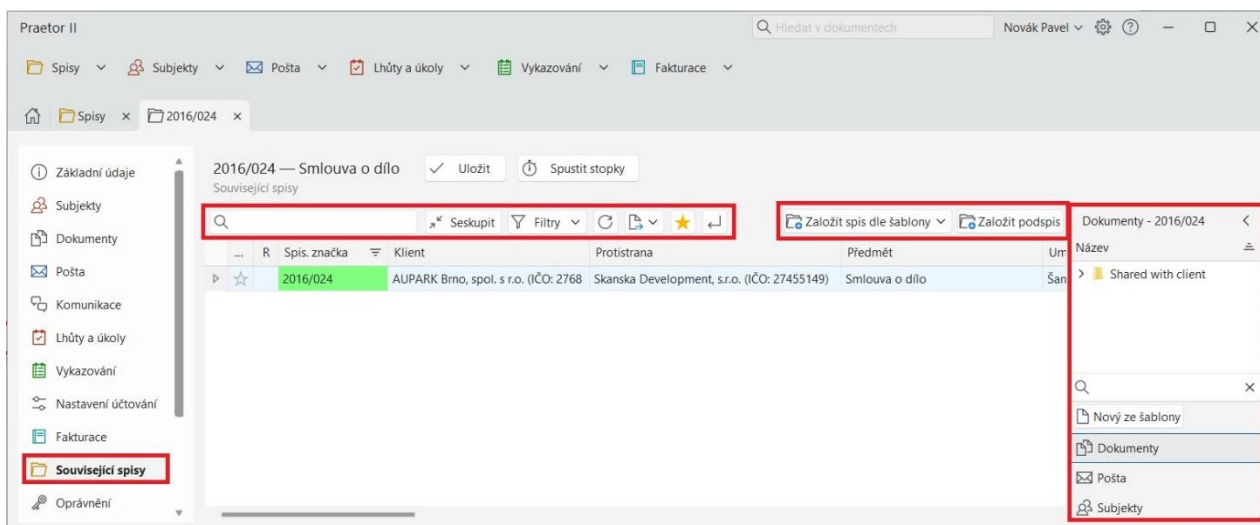 Praetor II
Hledat v dokumentech
Novák Pavel
Spisy Subjekty Pošta Lhůty a úkoly Vykazování Fakturace
Spisy 2016/024
Základní údaje
Subjekty
Dokumenty
Pošta
Komunikace
Lhůty a úkoly
Vykazování
Nastavení účtování
Fakturace
Související spisy
Oprávnění
2016/024 — Smlouva o dílo Uložit Spustit stopky
Související spisy
Seskupit Filtry Založit spis dle šablony Založit podspis
... R Spis. značka Klient Protistrana Předmět Um
2016/024 AUPARK Brno, spol. s r.o. (IČO: 2768 Skanska Development, s.r.o. (IČO: 27455149) Smlouva o dílo Šan
Dokumenty - 2016/024
Název
Shared with client
Nový ze šablony
Dokumenty
Pošta
Subjekty